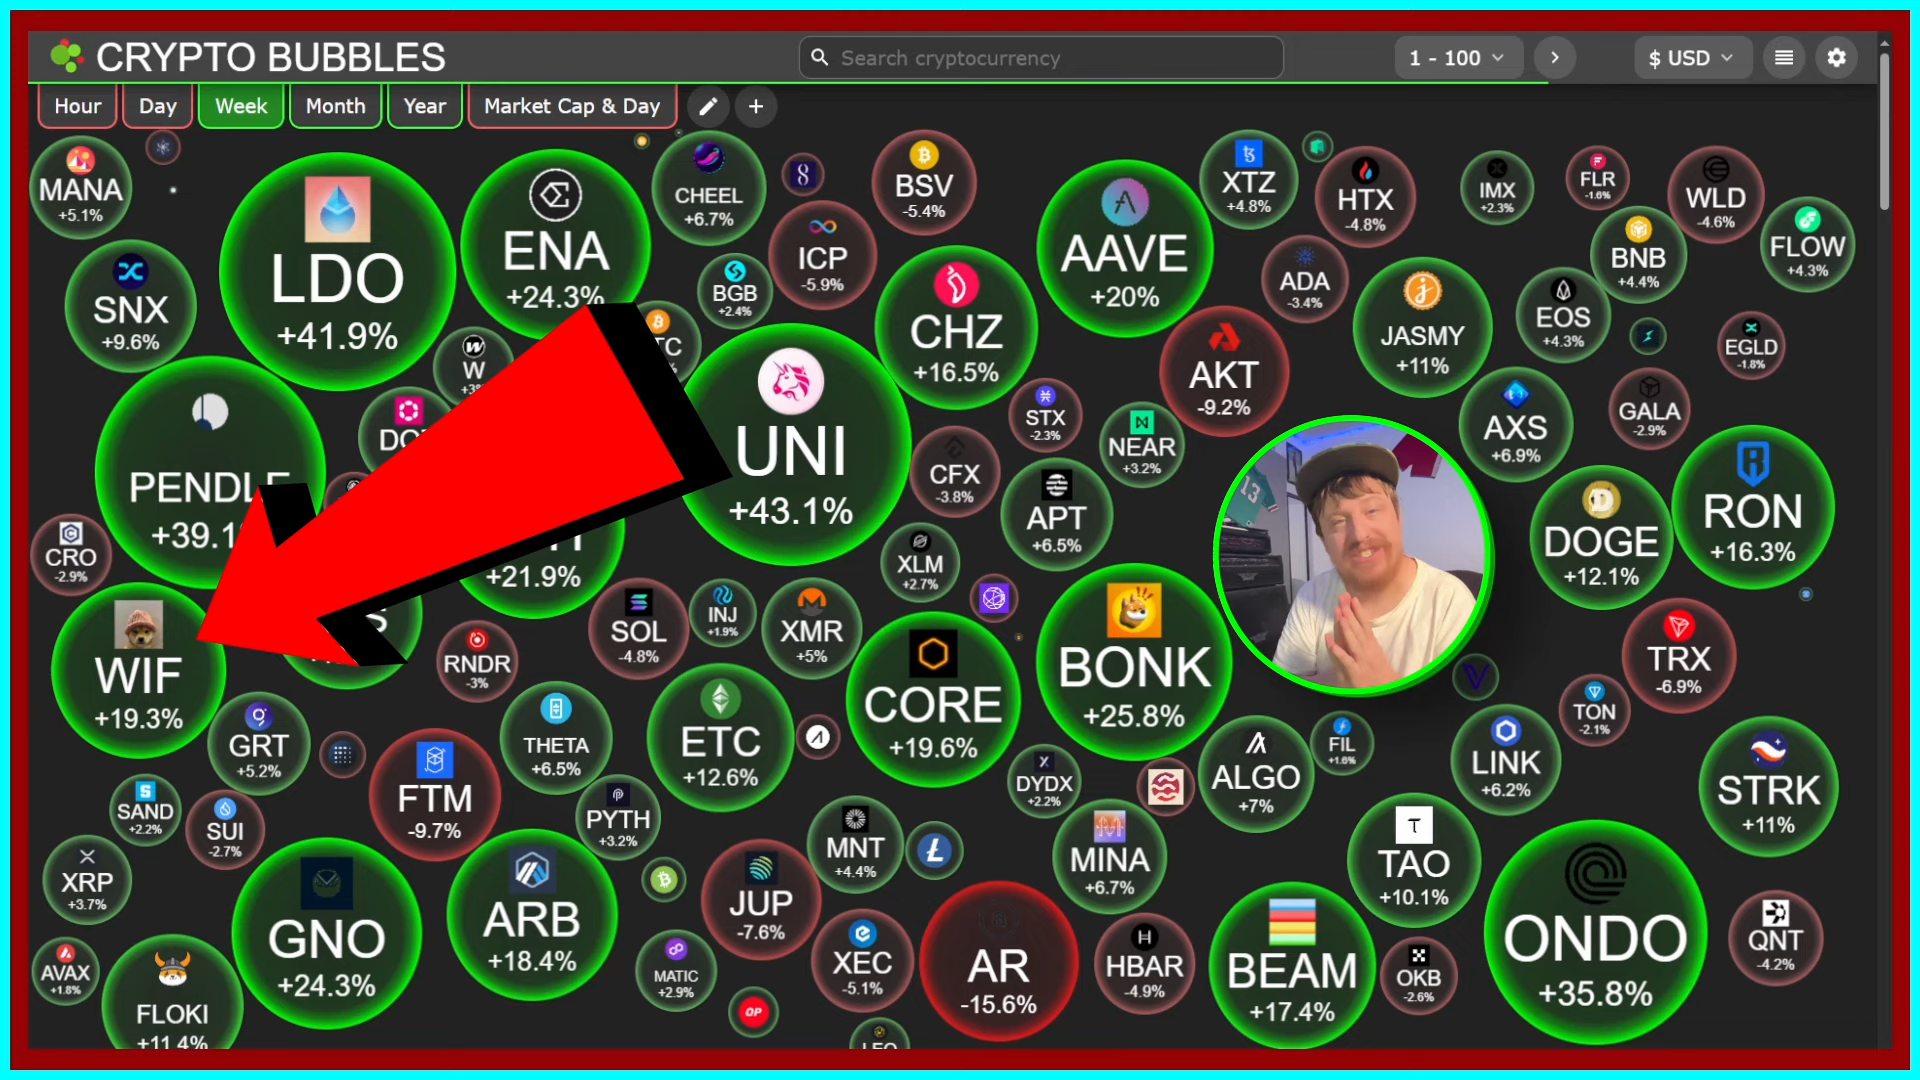 CRYPTO BUBBLES
Search cryptocurrency
1 - 100
$ USD
Hour
Day
Week
Month
Year
Market Cap & Day
MANA
+5.1%
LDO
+41.9%
ENA
+24.3%
CHEEL
+6.7%
BSV
-5.4%
XTZ
+4.8%
HTX
-4.8%
IMX
+2.3%
FLR
-1.6%
WLD
-4.6%
FLOW
+4.3%
SNX
+9.6%
BGB
+2.4%
ICP
-5.9%
AAVE
+20%
ADA
-3.4%
BNB
+4.4%
CHZ
+16.5%
JASMY
+11%
EOS
+4.3%
EGLD
-1.8%
W
UNI
+43.1%
AKT
-9.2%
STX
-2.3%
NEAR
+3.2%
AXS
+6.9%
GALA
-2.9%
13
PENDLE
+39.1
CFX
-3.8%
APT
+6.5%
DOGE
+12.1%
RON
+16.3%
CRO
-2.9%
+21.9%
XLM
+2.7%
WIF
+19.3%
RNDR
-3%
SOL
-4.8%
INJ
+1.9%
XMR
+5%
CORE
+19.6%
BONK
+25.8%
TRX
-6.9%
GRT
+5.2%
THETA
+6.5%
ETC
+12.6%
TON
-2.1%
FTM
-9.7%
DYDX
+2.2%
ALGO
+7%
FIL
+1.6%
LINK
+6.2%
STRK
+11%
SAND
+2.2%
SUI
-2.7%
PYTH
+3.2%
MNT
+4.4%
MINA
+6.7%
TAO
+10.1%
XRP
+3.7%
GNO
+24.3%
ARB
+18.4%
JUP
-7.6%
XEC
-5.1%
AR
-15.6%
HBAR
-4.9%
BEAM
+17.4%
OKB
-2.6%
ONDO
+35.8%
QNT
-4.2%
AVAX
+1.8%
FLOKI
+11.4%
MATIC
+2.9%
OP
LEO